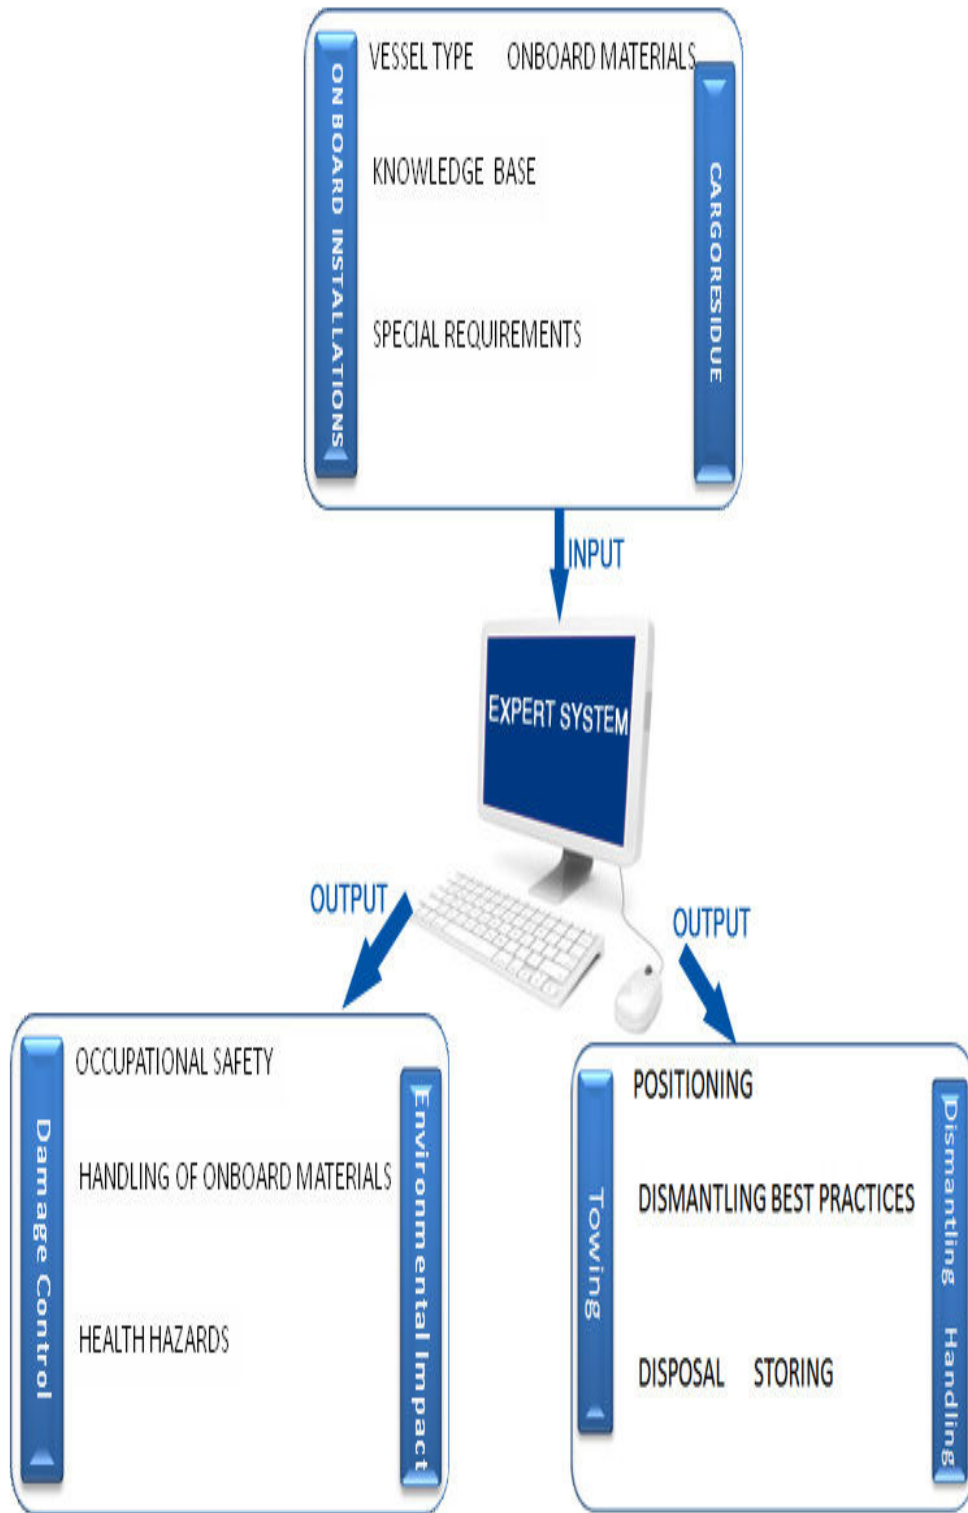 ON BOARD INSTALLATIONS
VESSEL TYPE ONBOARD MATERIALS
KNOWLEDGE BASE
SPECIAL REQUIREMENTS
CARGORESIDUE
INPUT
EXPERT SYSTEM
OUTPUT
OUTPUT
Damage Control
OCCUPATIONAL SAFETY
HANDLING OF ONBOARD MATERIALS
HEALTH HAZARDS
Environmental Impact
Towing
POSITIONING
DISMANTLING BEST PRACTICES
DISPOSAL STORING
Dismantling Handling